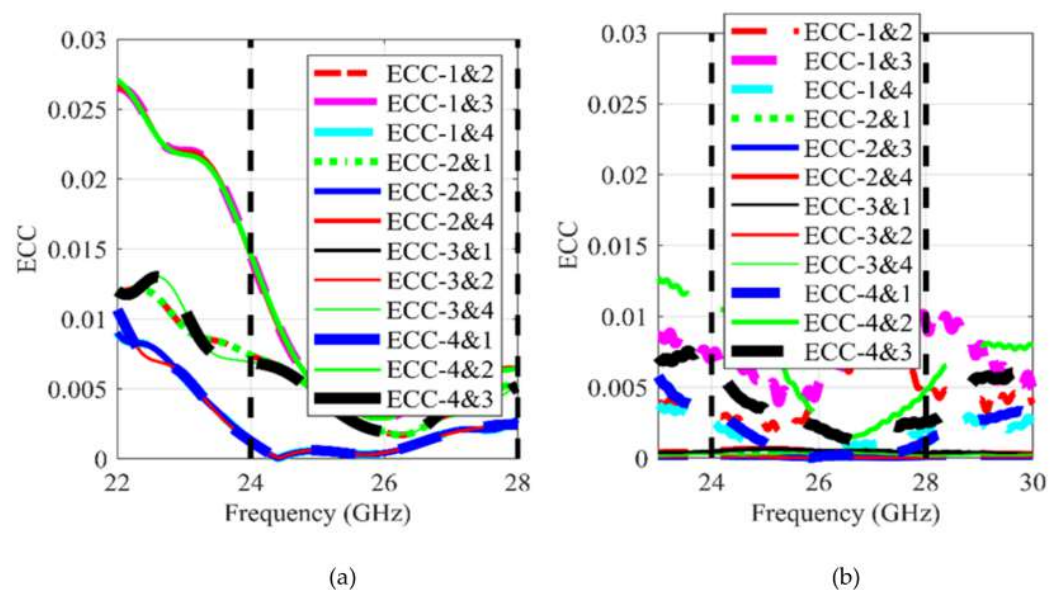 0.03
0.025
0.02
0.015
0.01
0.005
0
ECC
22
24
26
28
Frequency (GHz)
ECC-1&2
ECC-1&3
ECC-1&4
ECC-2&1
ECC-2&3
ECC-2&4
ECC-3&1
ECC-3&2
ECC-3&4
ECC-4&1
ECC-4&2
ECC-4&3
(a)
0.03
0.025
0.02
0.015
0.01
0.005
0
ECC
24
26
28
30
Frequency (GHz)
ECC-1&2
ECC-1&3
ECC-1&4
ECC-2&1
ECC-2&3
ECC-2&4
ECC-3&1
ECC-3&2
ECC-3&4
ECC-4&1
ECC-4&2
ECC-4&3
(b)